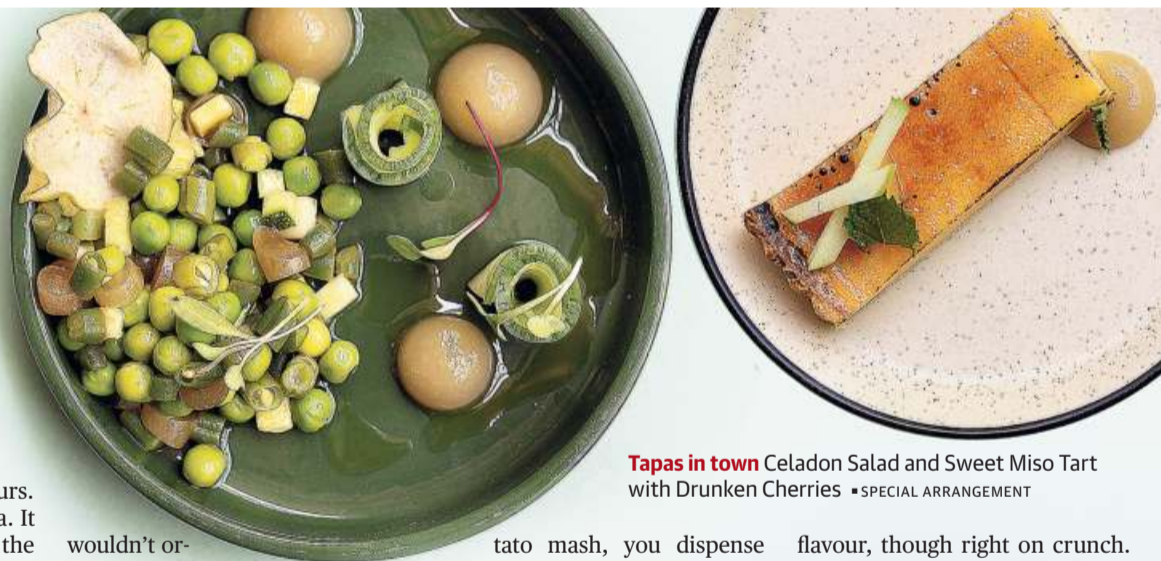 Tapas in town Celadon Salad and Sweet Miso Tart
with Drunken Cherries ▪ SPECIAL ARRANGEMENT
urs.
a. It
the
wouldn't or-
tato mash, you dispense
flavour, though right on crunch.